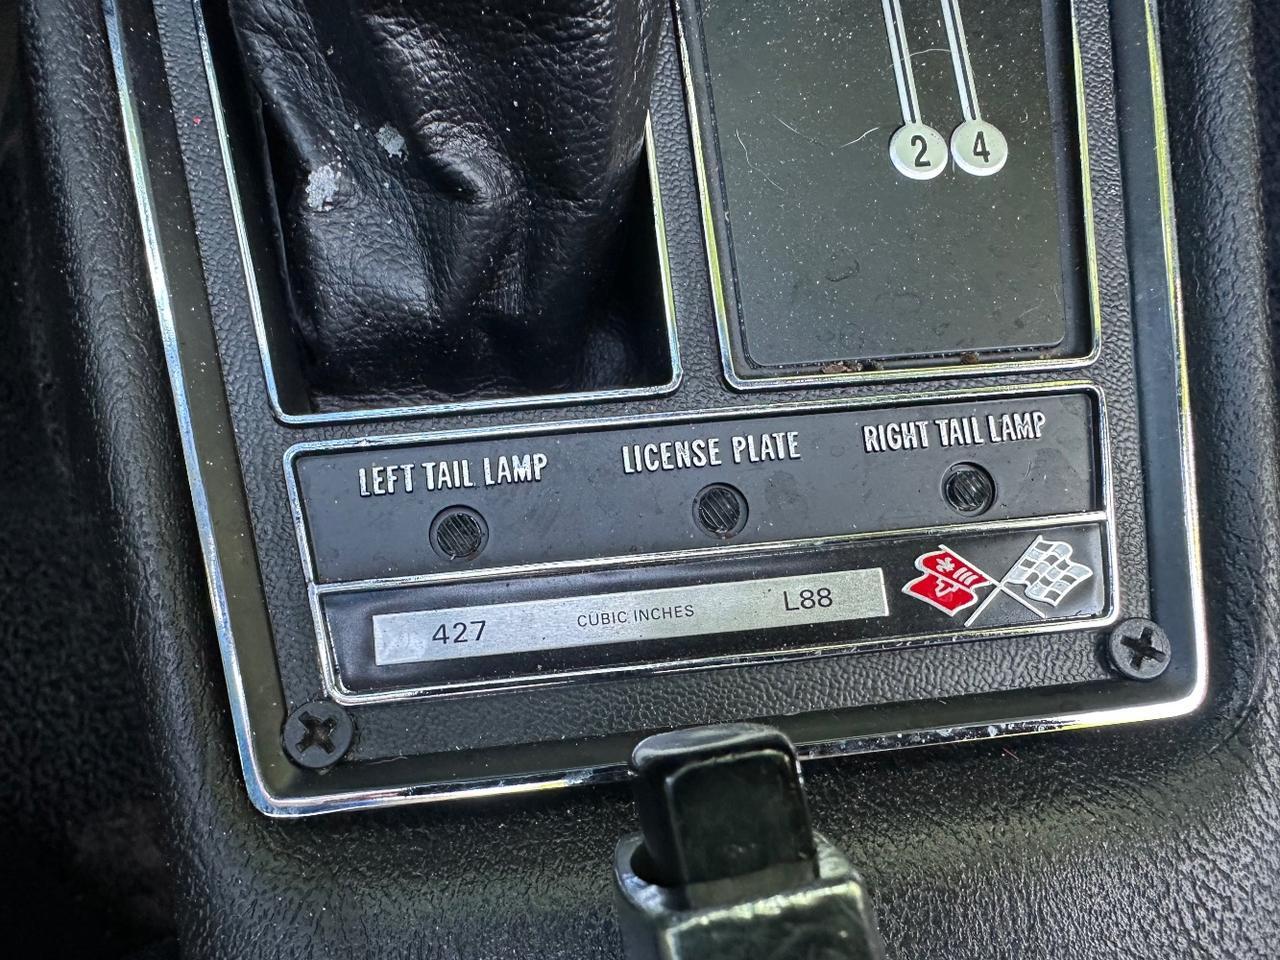 2 4
LEFT TAIL LAMP LICENSE PLATE RIGHT TAIL LAMP
427 CUBIC INCHES L88